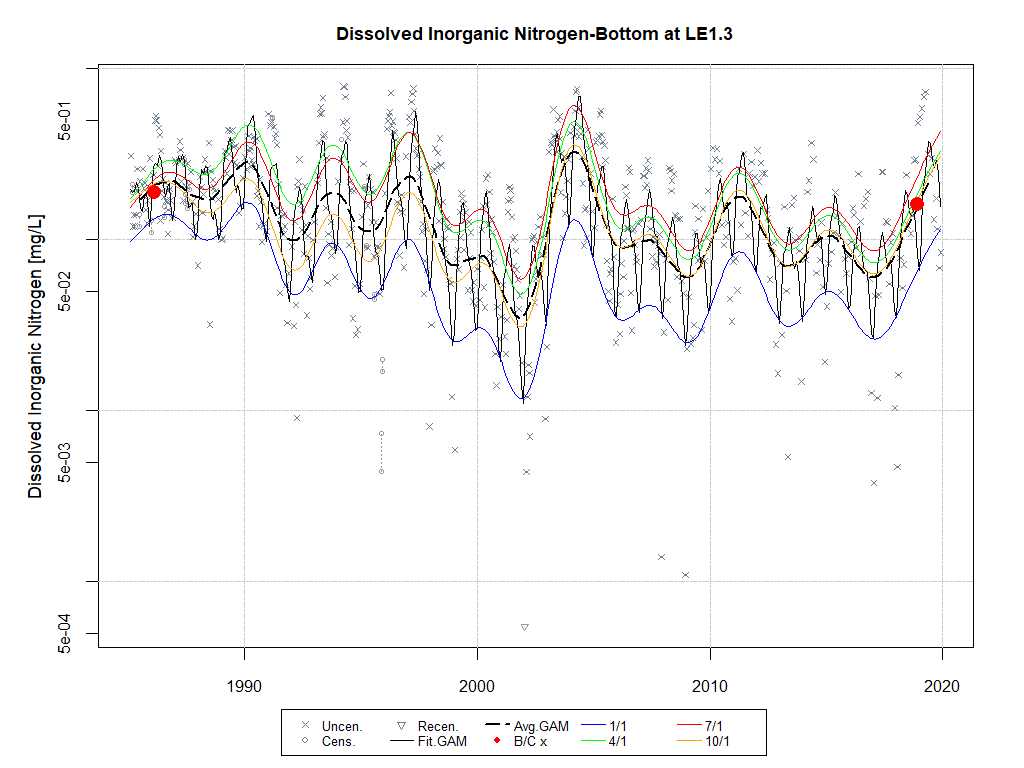 Dissolved Inorganic Nitrogen-Bottom at LE1.3
Dissolved Inorganic Nitrogen [mg/L]
5e-01
5e-02
5e-03
5e-04
1990 2000 2010 2020
Uncen. Recen. Avg.GAM 1/1 7/1
Cens. Fit.GAM B/C x 4/1 10/1